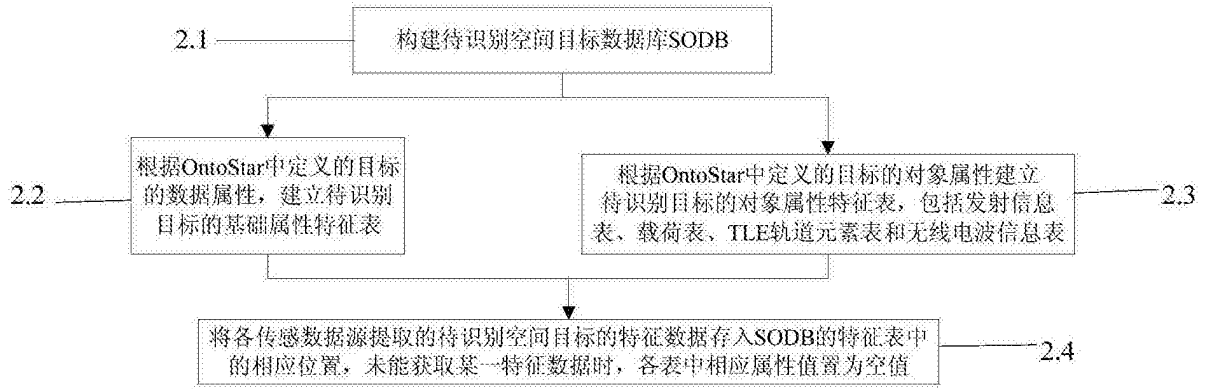 2.1
构建待识别空间目标数据库SODB
2.2
根据OntoStar中定义的目标
的数据属性，建立待识别
目标的基础属性特征表
根据OntoStar中定义的目标的对象属性建立
待识别目标的对象属性特征表，包括发射信息
表、载荷表、TLE轨道元素表和无线电波信息表
2.3
将各传感数据源提取的待识别空间目标的特征数据存入SODB的特征表中
的相应位置，未能获取某一特征数据时，各表中相应属性值置为空值
2.4